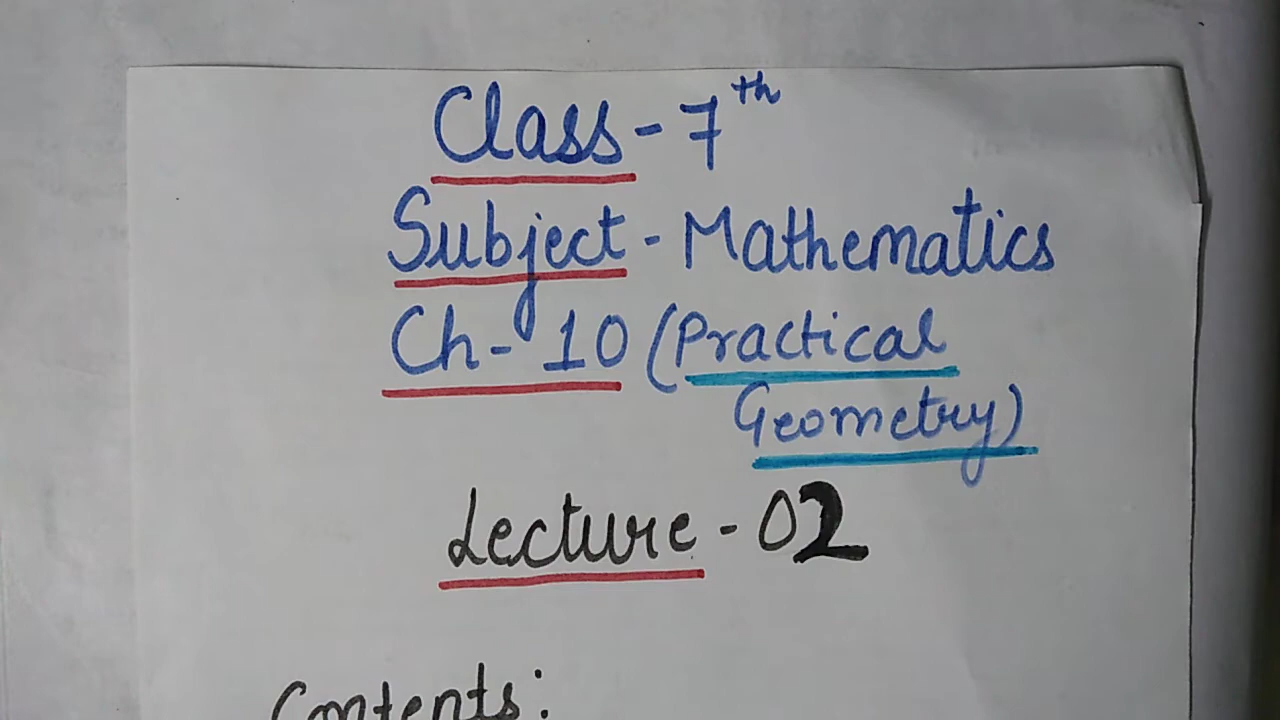 Class - 7th
Subject - Mathematics
Ch - 10 (Practical
Geometry)
Lecture - 02
Contents: